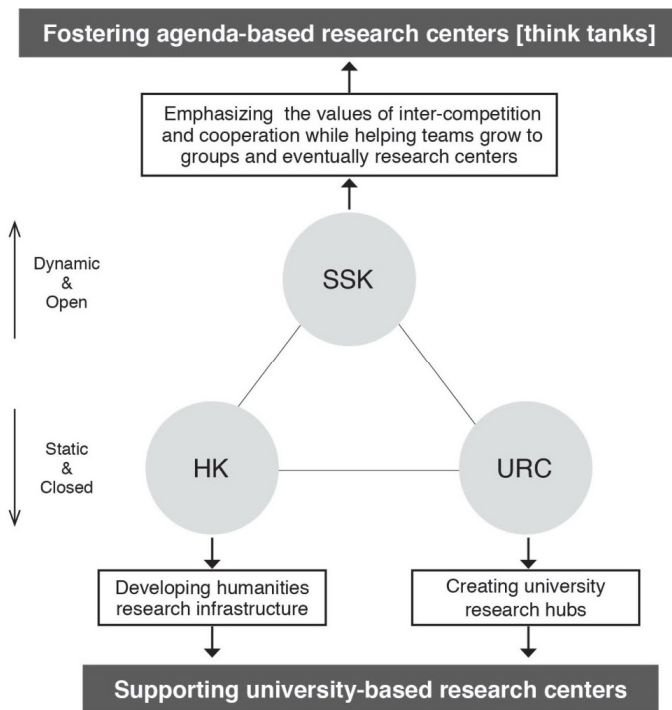 Fostering agenda-based research centers [think tanks]
Emphasizing the values of inter-competition
and cooperation while helping teams grow to
groups and eventually research centers
Dynamic
&
Open
SSK
Static
&
Closed
HK
URC
Developing humanities
research infrastructure
Creating university
research hubs
Supporting university-based research centers